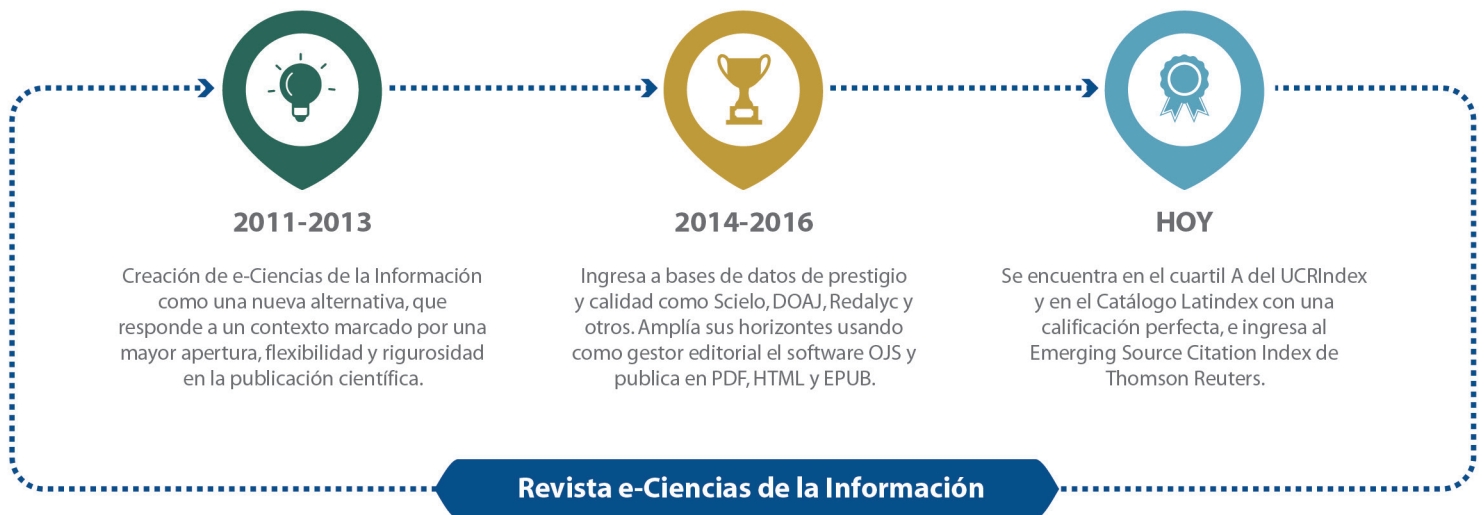 2011-2013
Creación de e-Ciencias de la Información
como una nueva alternativa, que
responde a un contexto marcado por una
mayor apertura, flexibilidad y rigurosidad
en la publicación científica.
2014-2016
Ingresa a bases de datos de prestigio
y calidad como Scielo, DOAJ, Redalyc y
otros. Amplía sus horizontes usando
como gestor editorial el software OJS y
publica en PDF, HTML y EPUB.
HOY
Se encuentra en el cuartil A del UCRIndex
y en el Catálogo Latindex con una
calificación perfecta, e ingresa al
Emerging Source Citation Index de
Thomson Reuters.
Revista e-Ciencias de la Información